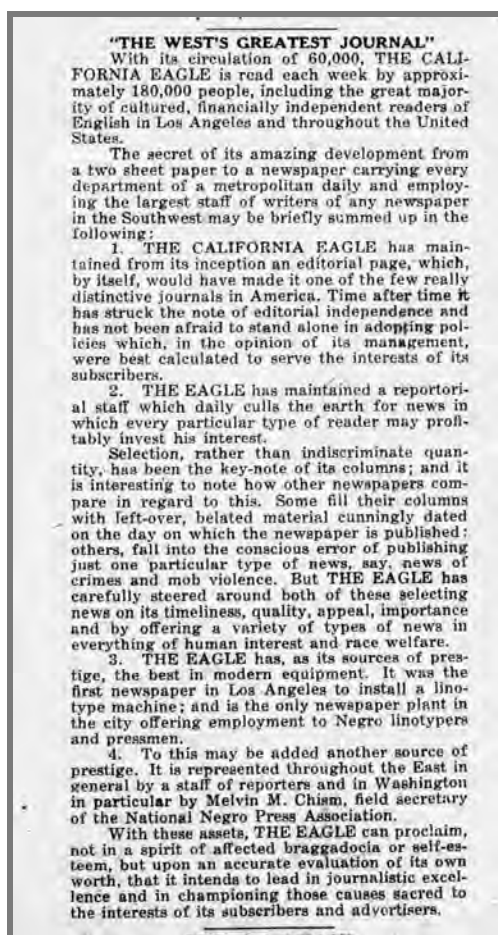 "THE WEST'S GREATEST JOURNAL"
With its circulation of 60,000, THE CALI-
FORNIA EAGLE is read each week by approxi-
mately 180,000 people, including the great major-
ity of cultured, financially independent readers of
English in Los Angeles and throughout the United
States.
The secret of its amazing development from
a two sheet paper to a newspaper carrying every
department of a metropolitan daily and employ-
ing the largest staff of writers of any newspaper
in the Southwest may be briefly summed up in the
following:
1. THE CALIFORNIA EAGLE has main-
tained from its inception an editorial page, which,
by itself, would have made it one of the few really
distinctive journals in America. Time after time it
has struck the note of editorial independence and
has not been afraid to stand alone in adopting pol-
icies which, in the opinion of its management,
were best calculated to serve the interests of its
subscribers.
2. THE EAGLE has maintained a reportori-
al staff which daily culls the earth for news in
which every particular type of reader may profi-
tably invest his interest.
Selection, rather than indiscriminate quan-
tity, has been the key-note of its columns; and it
is interesting to note how other newspapers com-
pare in regard to this. Some fill their columns
with left-over, belated material cunningly dated
on the day on which the newspaper is published:
others, fall into the conscious error of publishing
just one particular type of news, say, news of
crimes and mob violence. But THE EAGLE has
carefully steered around both of these selecting
news on its timeliness, quality, appeal, importance
and by offering a variety of types of news in
everything of human interest and race welfare.
3. THE EAGLE has, as its sources of pres-
tige, the best in modern equipment. It was the
first newspaper in Los Angeles to install a lino-
type machine; and is the only newspaper plant in
the city offering employment to Negro linotypers
and pressmen.
4. To this may be added another source of
prestige. It is represented throughout the East in
general by a staff of reporters and in Washington
in particular by Melvin M. Chism, field secretary
of the National Negro Press Association.
With these assets, THE EAGLE can proclaim,
not in a spirit of affected braggadocia or self-es-
teem, but upon an accurate evaluation of its own
worth, that it intends to lead in journalistic excel-
lence and in championing those causes sacred to
the interests of its subscribers and advertisers.